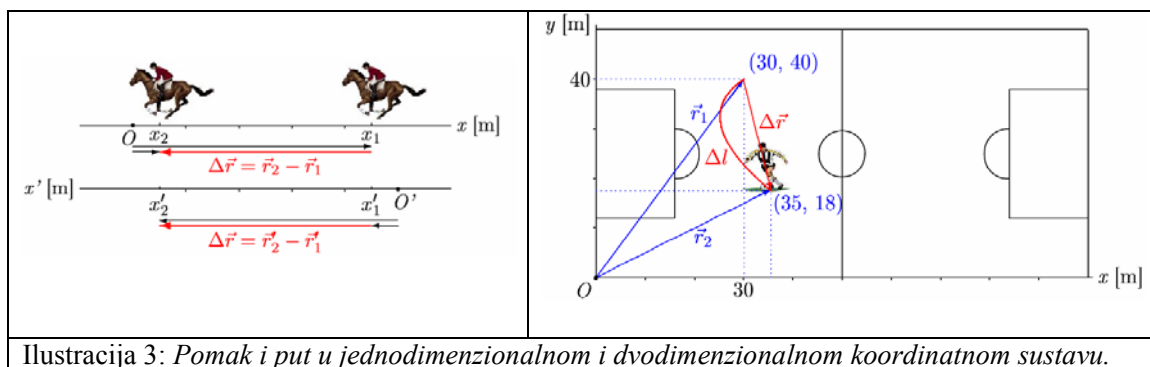 O x₂ x₁ x [m]
Δr⃗ = r⃗₂ − r⃗₁
x' [m] x'₂ x'₁ O'
Δr⃗ = r⃗'₂ − r⃗'₁
y [m]
40
(30, 40)
r⃗₁
Δr⃗
Δl
(35, 18)
r⃗₂
O 30 x [m]
Ilustracija 3: Pomak i put u jednodimenzionalnom i dvodimenzionalnom koordinatnom sustavu.